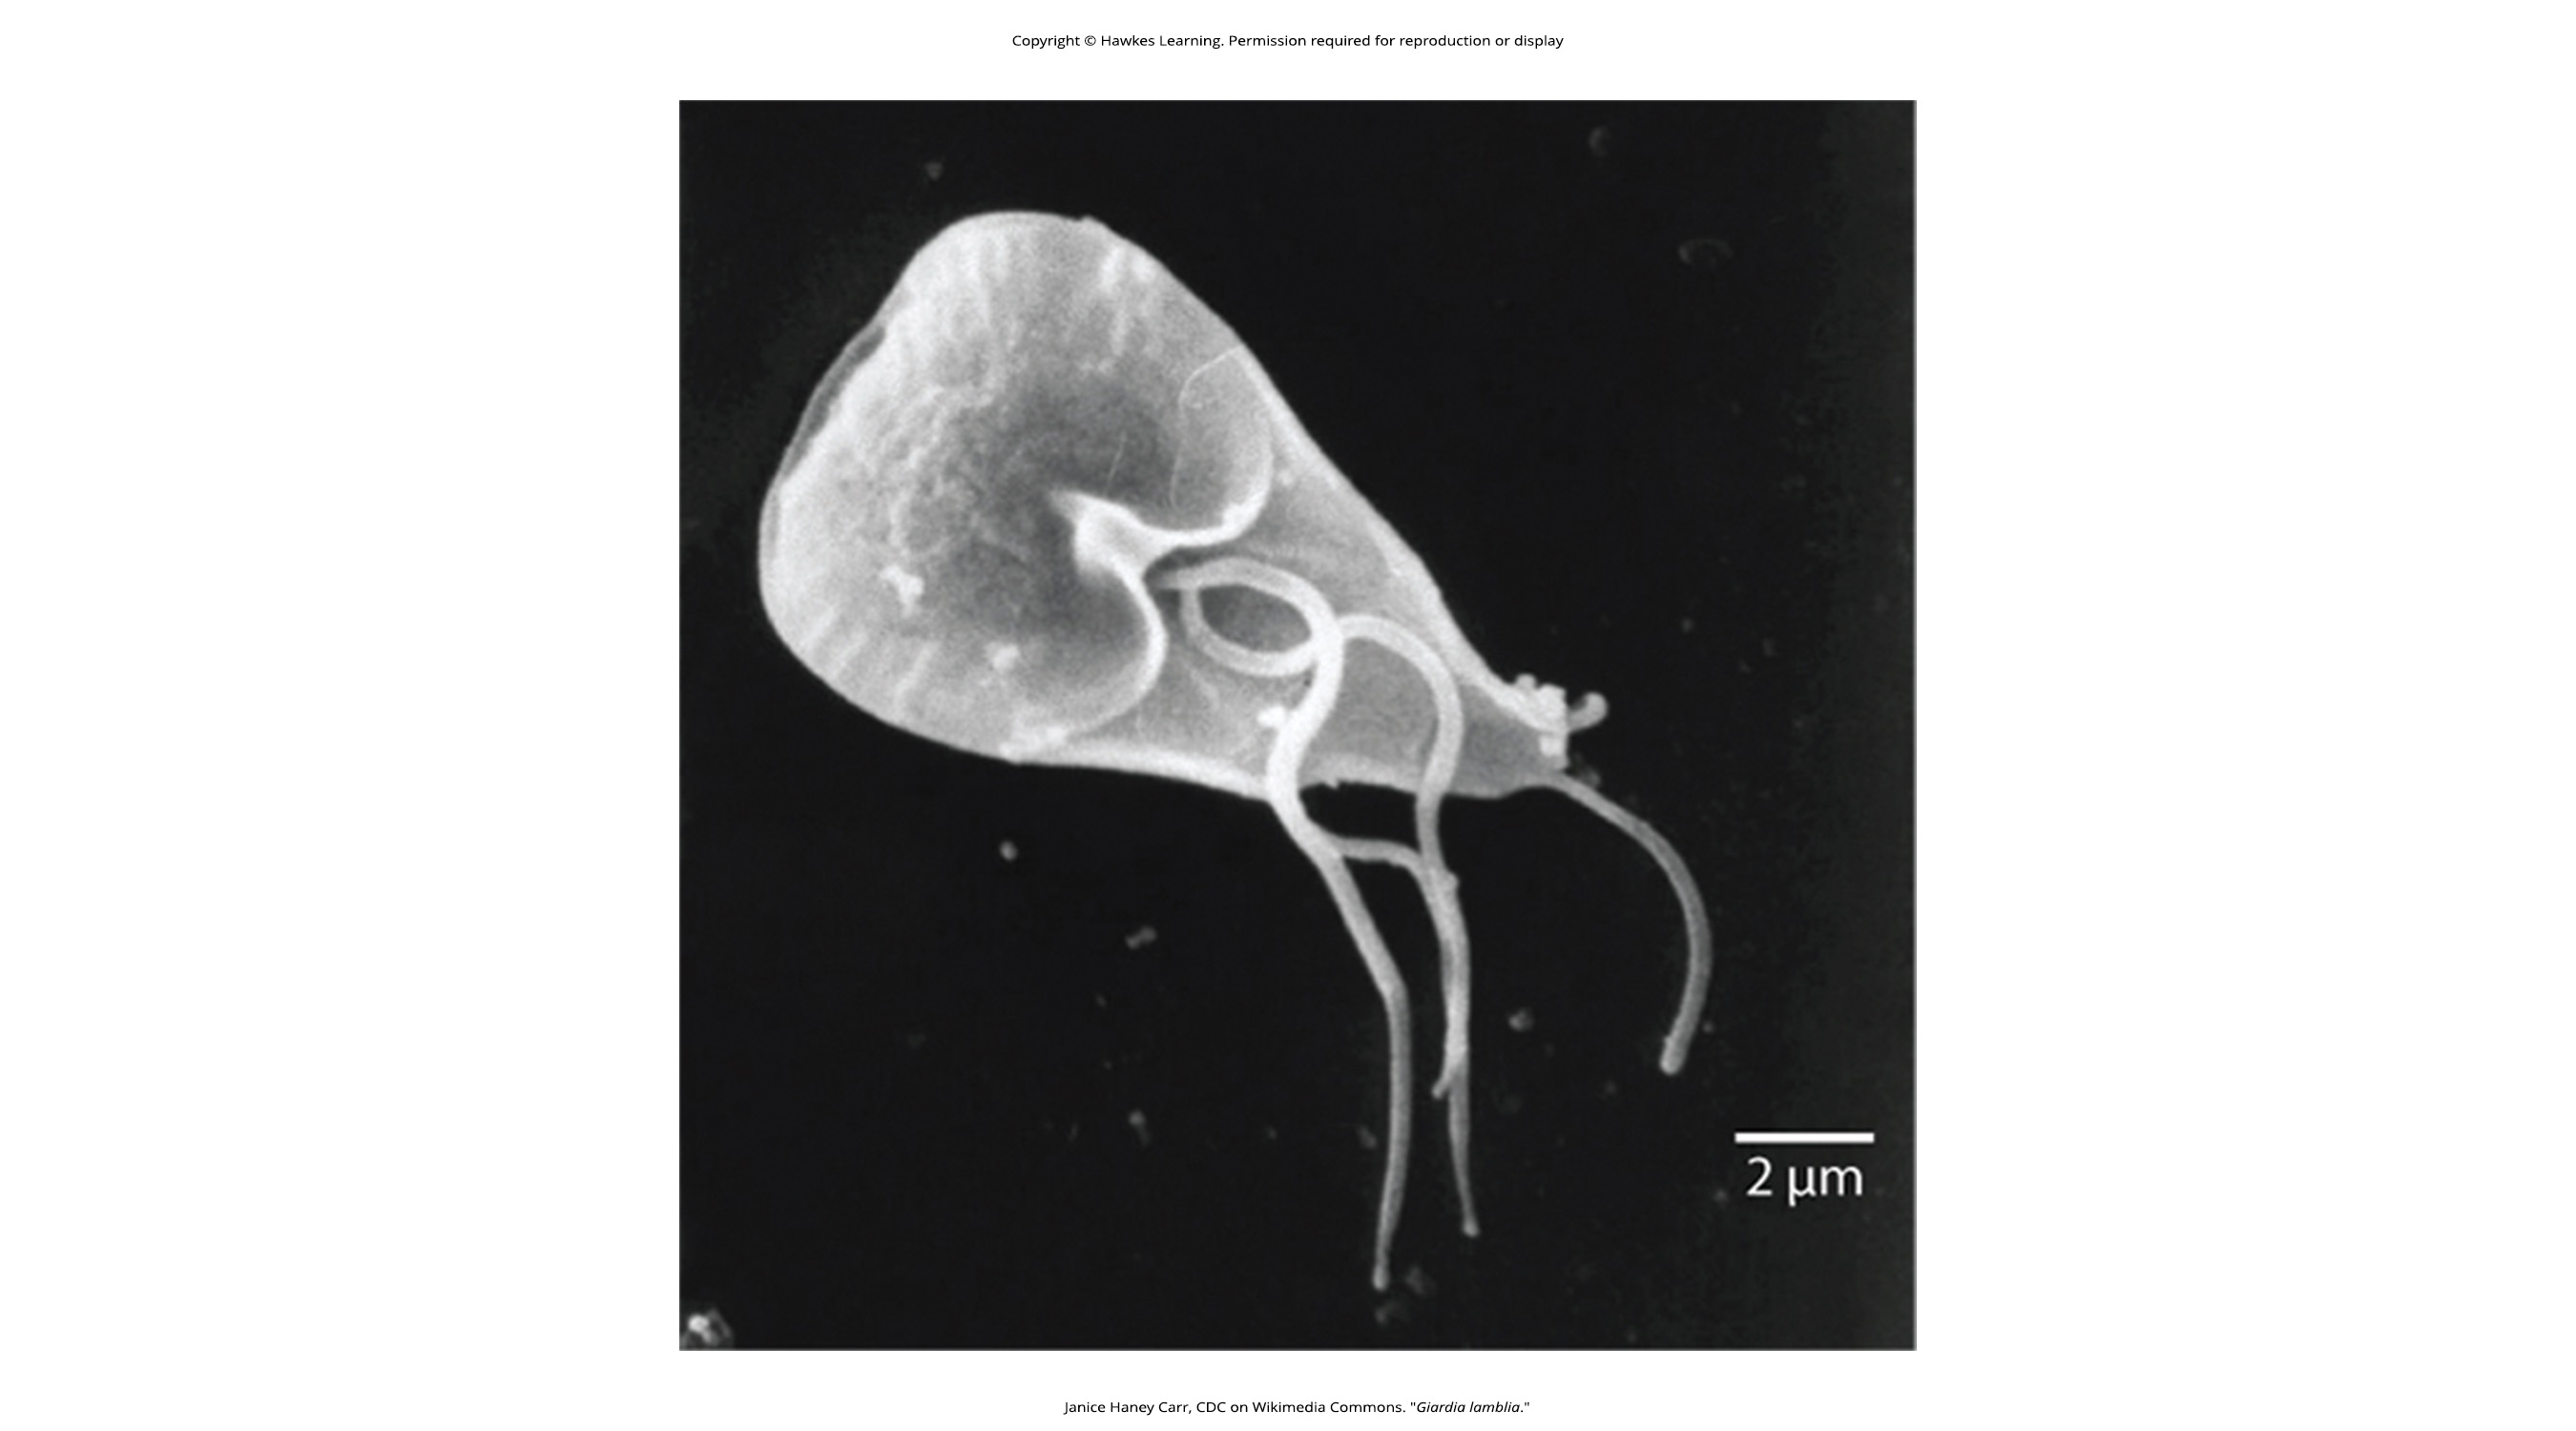 Copyright © Hawkes Learning. Permission required for reproduction or display
2 µm
Janice Haney Carr, CDC on Wikimedia Commons. "Giardia lamblia."